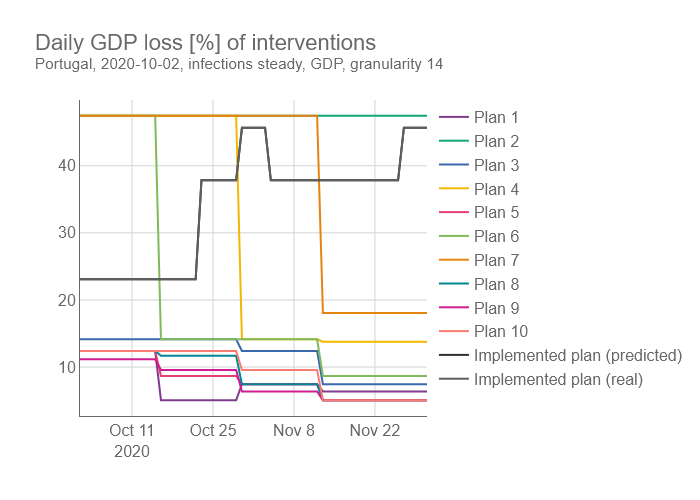 Daily GDP loss [%] of interventions
Portugal, 2020-10-02, infections steady, GDP, granularity 14
40
30
20
10
Oct 11
2020
Oct 25
Nov 8
Nov 22
Plan 1
Plan 2
Plan 3
Plan 4
Plan 5
Plan 6
Plan 7
Plan 8
Plan 9
Plan 10
Implemented plan (predicted)
Implemented plan (real)